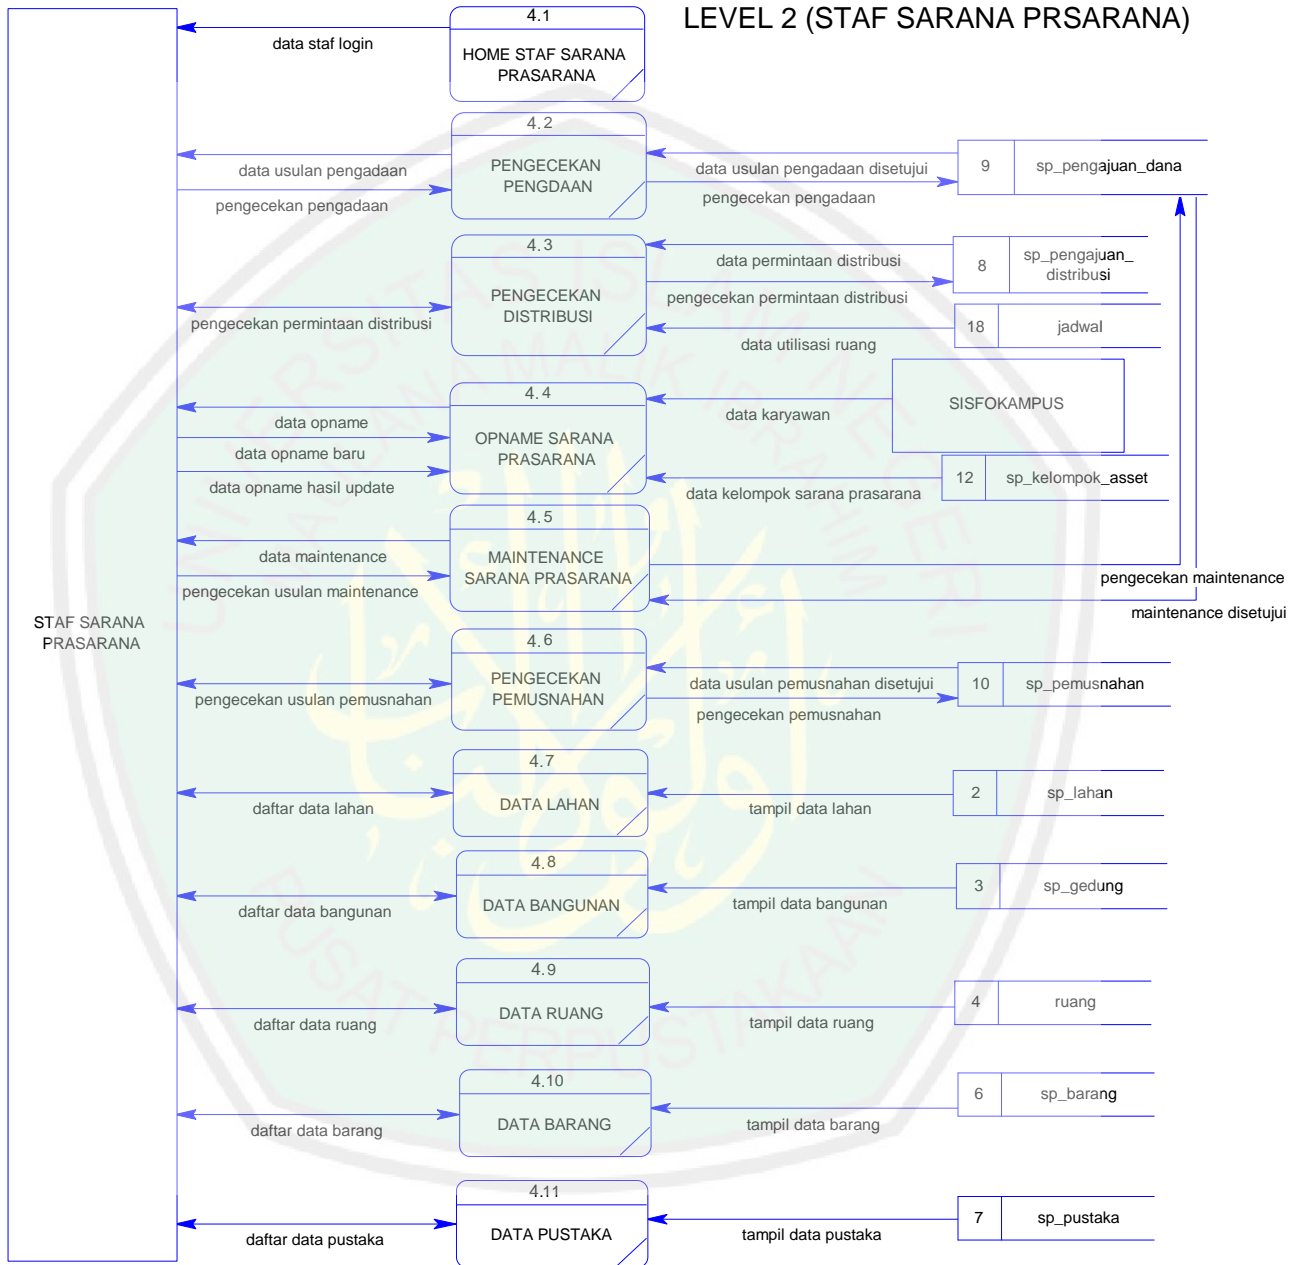 LEVEL 2 (STAF SARANA PRSARANA)
STAF SARANA
PRASARANA
4.1
HOME STAF SARANA
PRASARANA
data staf login
4.2
PENGECEKAN
PENGDAAN
data usulan pengadaan
pengecekan pengadaan
data usulan pengadaan disetujui
pengecekan pengadaan
9
sp_pengajuan_dana
4.3
PENGECEKAN
DISTRIBUSI
pengecekan permintaan distribusi
data permintaan distribusi
pengecekan permintaan distribusi
data utilisasi ruang
8
sp_pengajuan_
distribusi
18
jadwal
4.4
OPNAME SARANA
PRASARANA
data opname
data opname baru
data opname hasil update
data karyawan
SISFOKAMPUS
data kelompok sarana prasarana
12
sp_kelompok_asset
4.5
MAINTENANCE
SARANA PRASARANA
data maintenance
pengecekan usulan maintenance
pengecekan maintenance
maintenance disetujui
4.6
PENGECEKAN
PEMUSNAHAN
pengecekan usulan pemusnahan
data usulan pemusnahan disetujui
pengecekan pemusnahan
10
sp_pemusnahan
4.7
DATA LAHAN
daftar data lahan
tampil data lahan
2
sp_lahan
4.8
DATA BANGUNAN
daftar data bangunan
tampil data bangunan
3
sp_gedung
4.9
DATA RUANG
daftar data ruang
tampil data ruang
4
ruang
4.10
DATA BARANG
daftar data barang
tampil data barang
6
sp_barang
4.11
DATA PUSTAKA
daftar data pustaka
tampil data pustaka
7
sp_pustaka
UNIVERSITAS ISLAM NEGERI
MAULANA MALIK IBRAHIM
PUSAT PERPUSTAKAAN